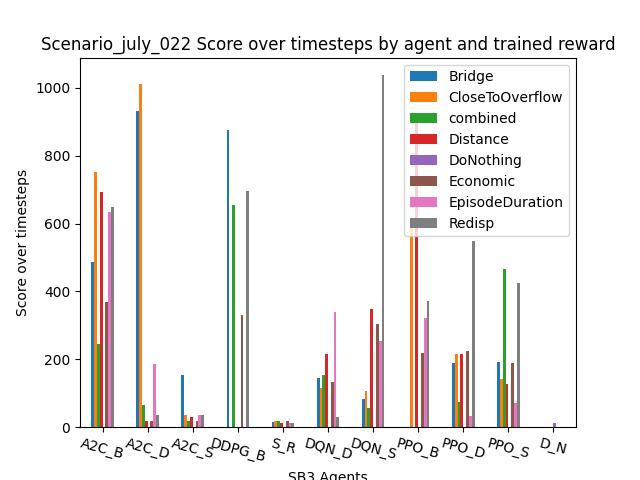 Scenario_july_022 Score over timesteps by agent and trained reward
Bridge
CloseToOverflow
combined
Distance
DoNothing
Economic
EpisodeDuration
Redisp
Score over timesteps
1000
800
600
400
200
0
A2C_B
A2C_D
A2C_S
DDPG_B
S_R
DQN_D
DQN_S
PPO_B
PPO_D
PPO_S
D_N
SB3 Agents